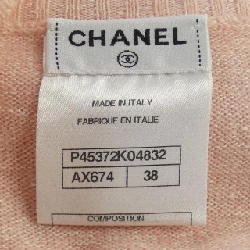 CHANEL
MADE IN ITALY
FABRIQUE EN ITALIE
P45372K04832
AX674 38
COMPOSITION